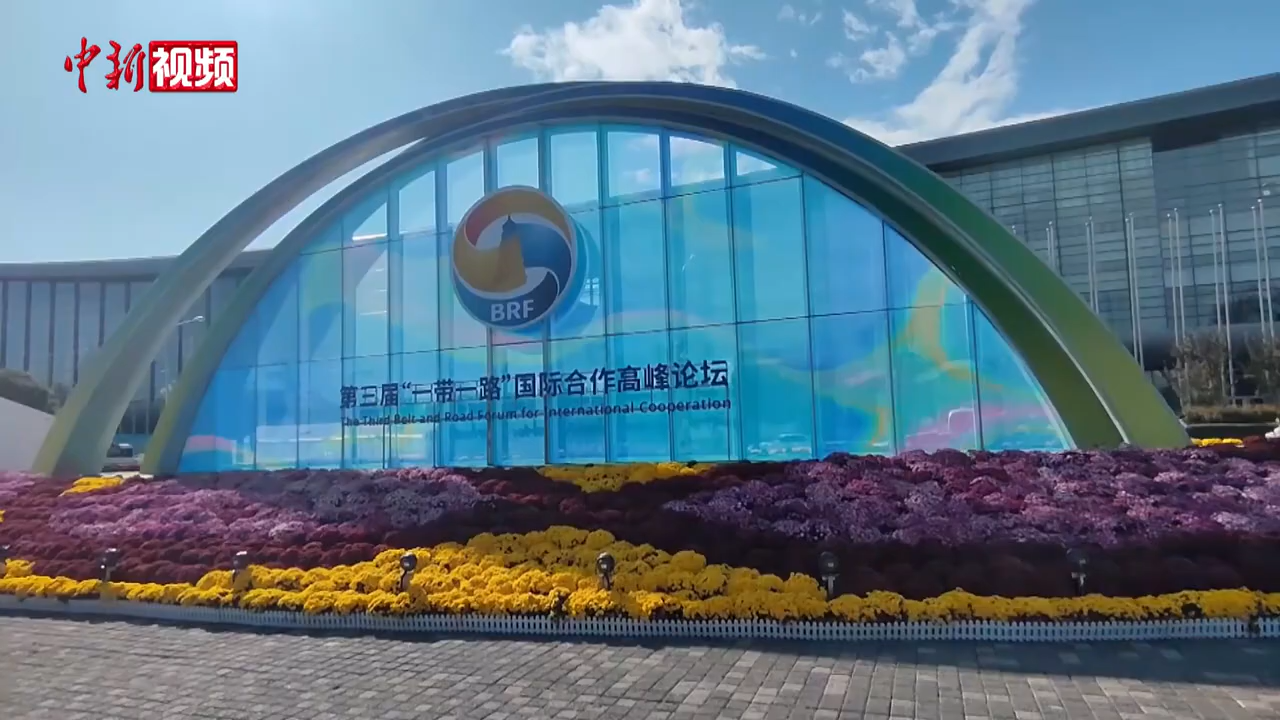 中新视频
BRF
第三届“一带一路”国际合作高峰论坛
The Third Belt and Road Forum for International Cooperation